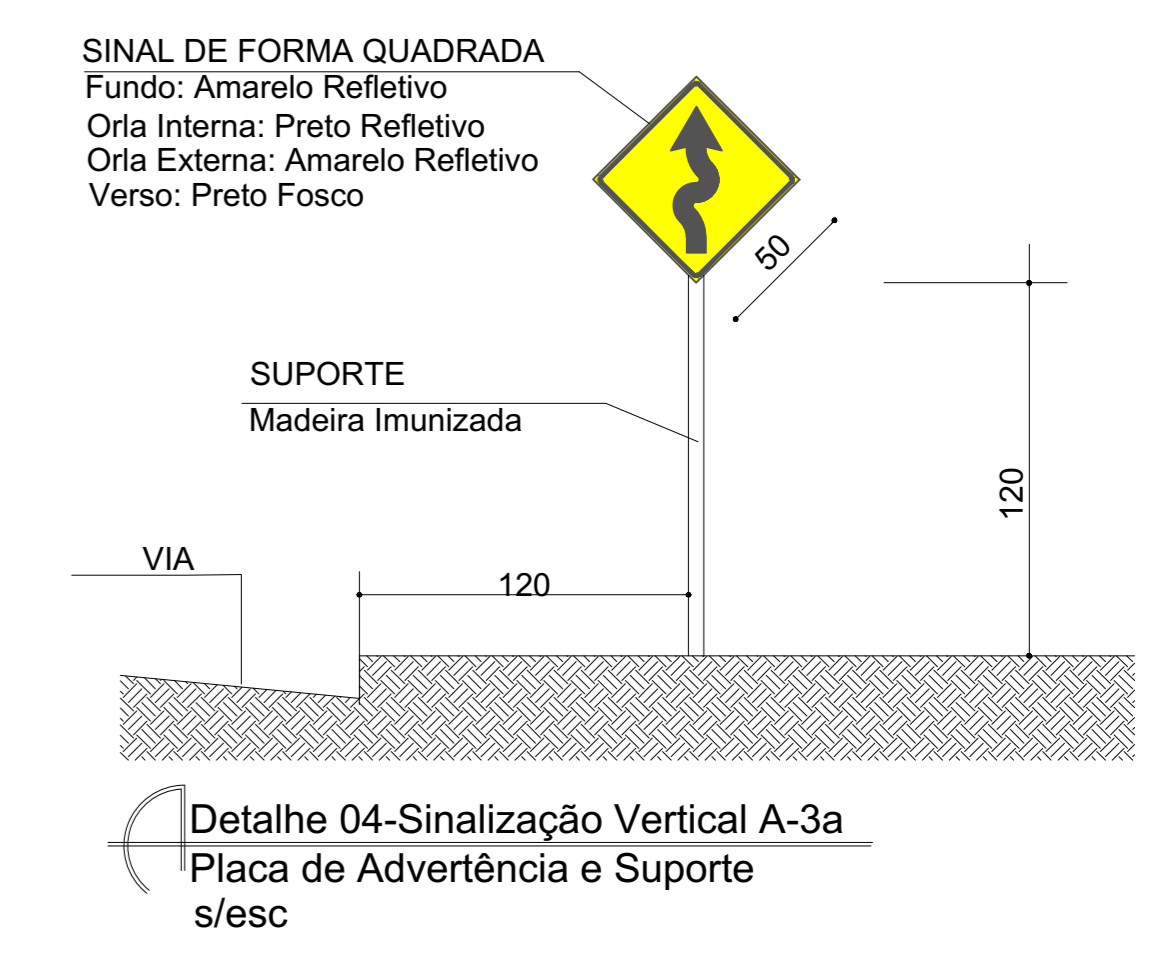 SINAL DE FORMA QUADRADA
Fundo: Amarelo Refletivo
Orla Interna: Preto Refletivo
Orla Externa: Amarelo Refletivo
Verso: Preto Fosco
50
SUPORTE
Madeira Imunizada
120
VIA
120
Detalhe 04-Sinalização Vertical A-3a
Placa de Advertência e Suporte
s/esc